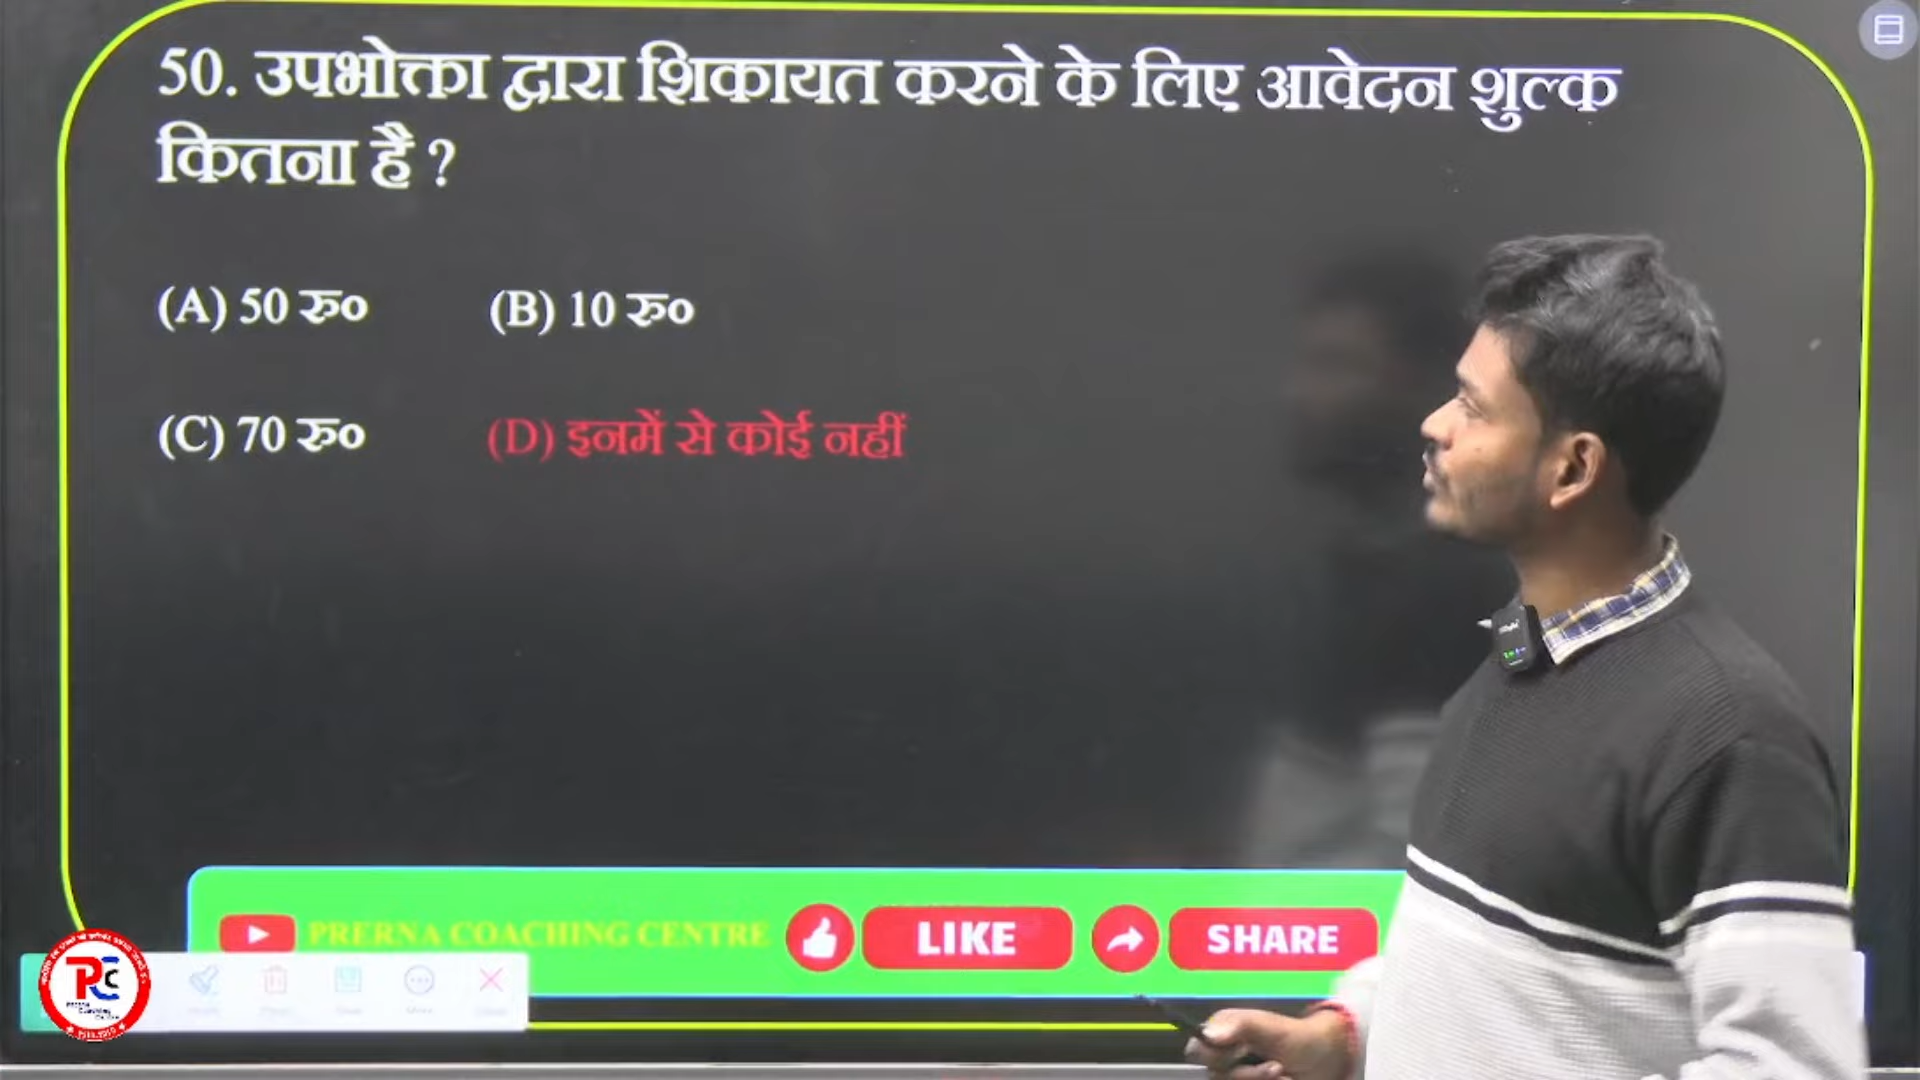 50. उपभोक्ता द्वारा शिकायत करने के लिए आवेदन शुल्क
कितना है ?
(A) 50 रु०
(B) 10 रु०
(C) 70 रु०
(D) इनमें से कोई नहीं
PRERNA COACHING CENTRE
LIKE
SHARE